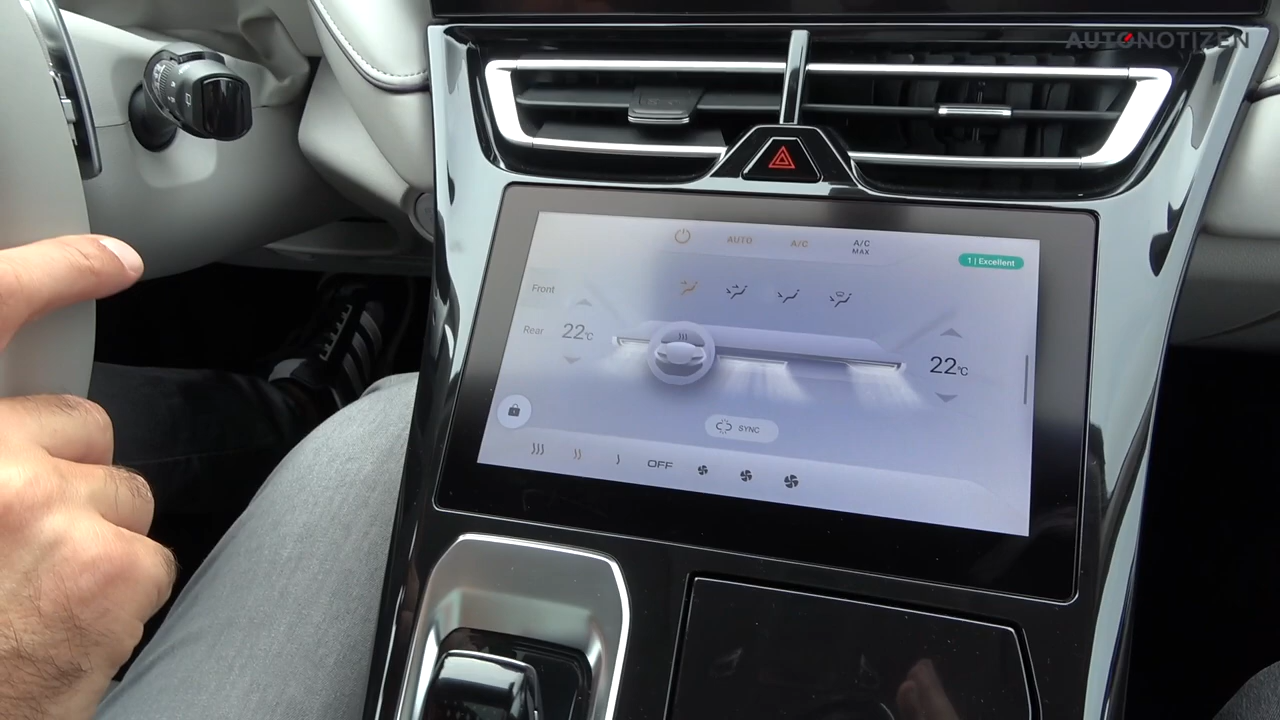 AUTONOTIZEN
AUTO
A/C
A/C
MAX
1 | Excellent
Front
Rear
22°C
22°C
SYNC
OFF